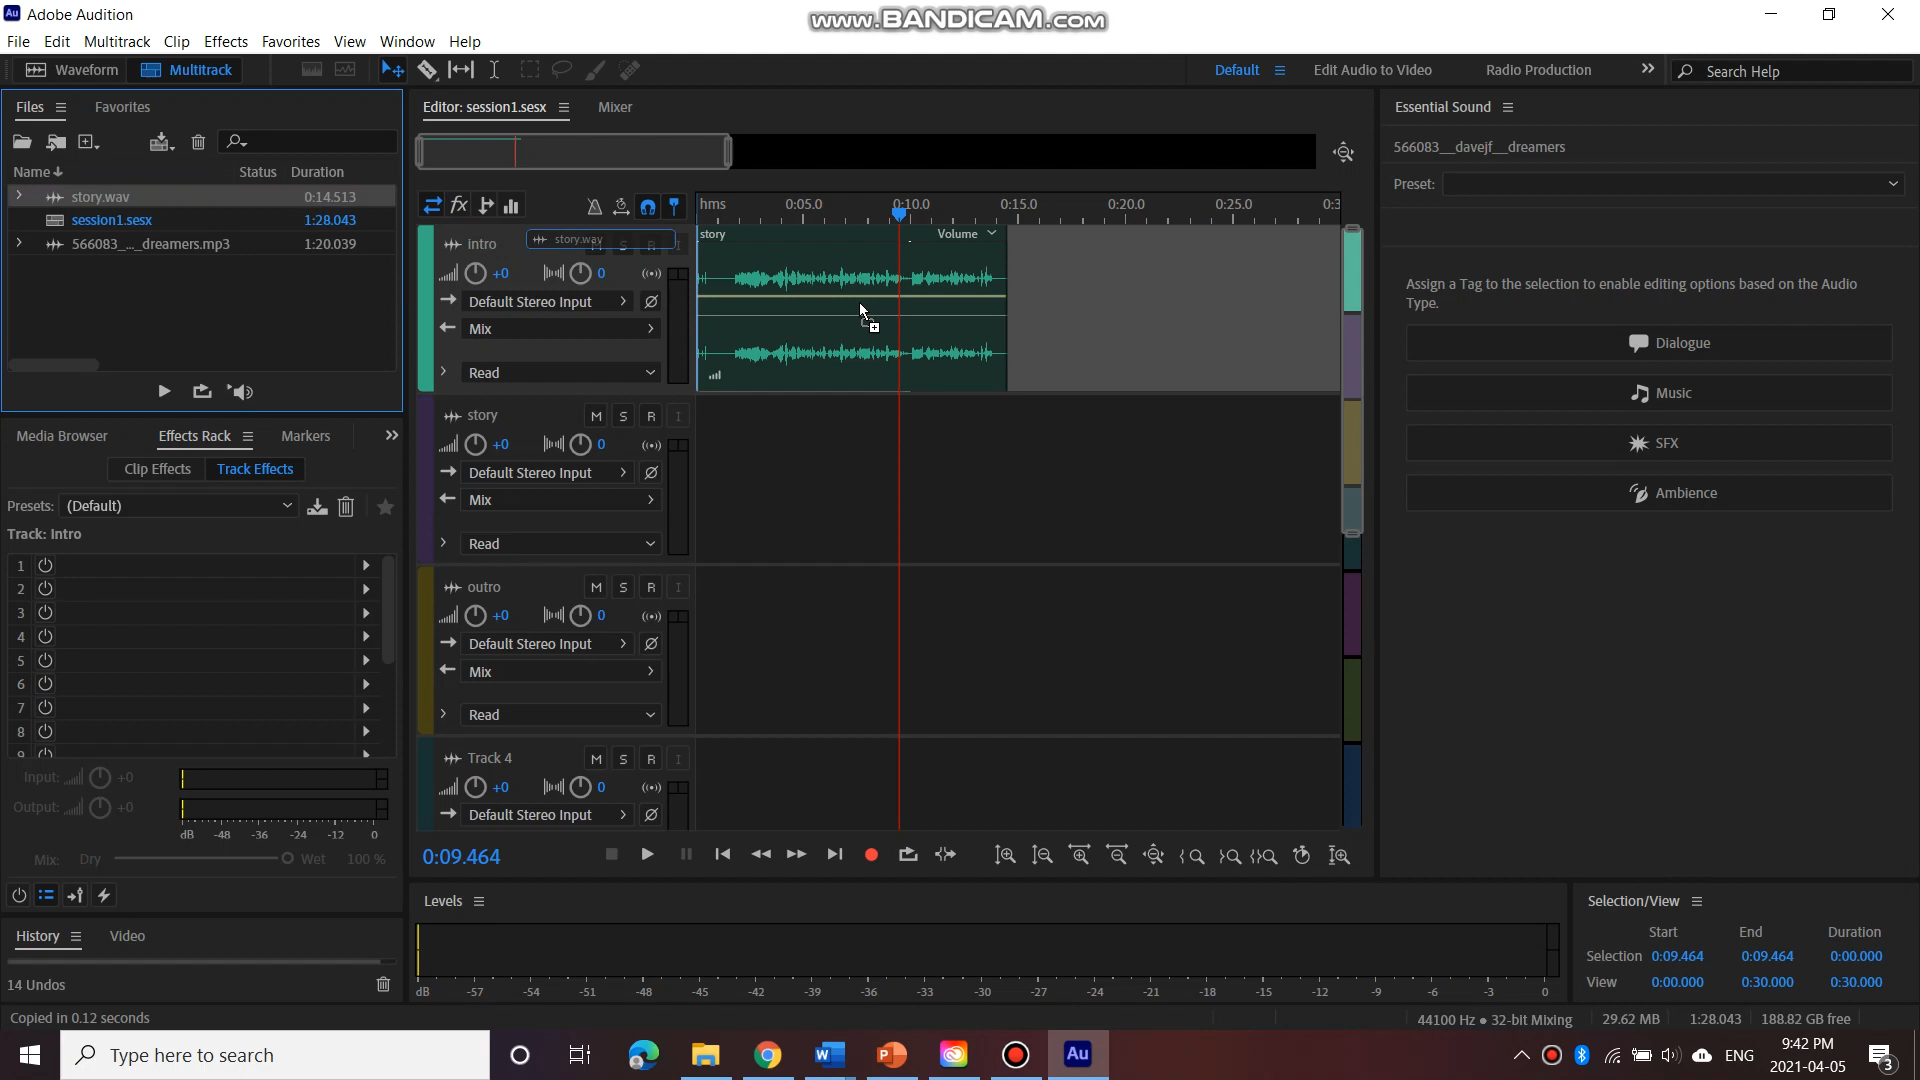 Adobe Audition
www.BANDICAM.com
File Edit Multitrack Clip Effects Favorites View Window Help
Waveform Multitrack
Default Edit Audio to Video Radio Production Search Help
Files Favorites
Name Status Duration
story.wav 0:14.513
session1.sesx 1:28.043
566083_..._dreamers.mp3 1:20.039
Media Browser Effects Rack Markers
Clip Effects Track Effects
Presets: (Default)
Track: Intro
1
2
3
4
5
6
7
8
9
Input: +0
Output: +0
dB -48 -36 -24 -12 0
Mix: Dry Wet 100 %
History Video
14 Undos
Copied in 0.12 seconds
Editor: session1.sesx Mixer
hms 0:05.0 0:10.0 0:15.0 0:20.0 0:25.0 0:3
intro story.wav M S R I
+0 0
Default Stereo Input
Mix
Read
story Volume
story M S R I
+0 0
Default Stereo Input
Mix
Read
outro M S R I
+0 0
Default Stereo Input
Mix
Read
Track 4 M S R I
+0 0
Default Stereo Input
0:09.464
Levels
dB -57 -54 -51 -48 -45 -42 -39 -36 -33 -30 -27 -24 -21 -18 -15 -12 -9 -6 -3 0
Essential Sound
566083__davejf__dreamers
Preset:
Assign a Tag to the selection to enable editing options based on the Audio
Type.
Dialogue
Music
SFX
Ambience
Selection/View
Start End Duration
Selection 0:09.464 0:09.464 0:00.000
View 0:00.000 0:30.000 0:30.000
44100 Hz ● 32-bit Mixing 29.62 MB 1:28.043 188.82 GB free
Type here to search
ENG
9:42 PM
2021-04-05
3